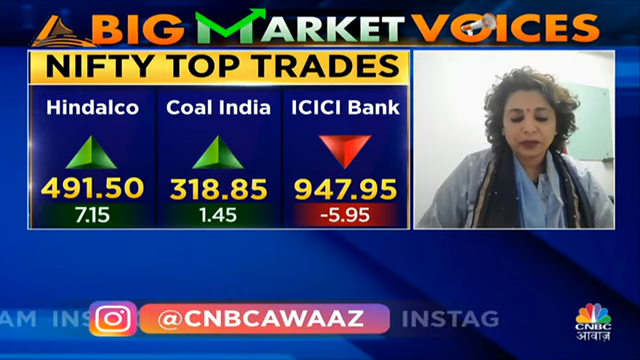 BIG MARKET VOICES
NIFTY TOP TRADES
Hindalco Coal India ICICI Bank
491.50 318.85 947.95
7.15 1.45 -5.95
AM INS @CNBCAWAAZ INSTAG
CNBC
आवाज़